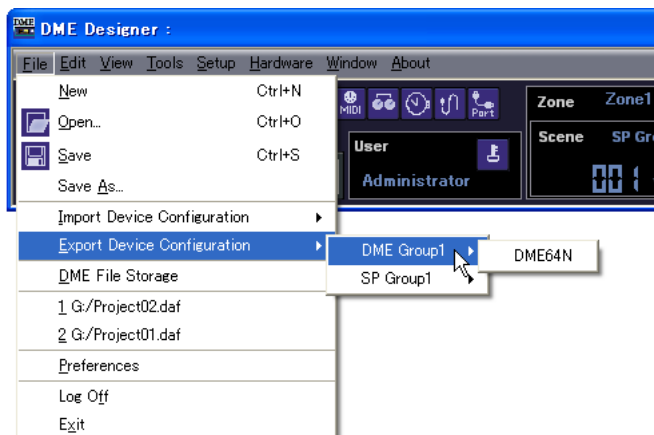 DME Designer :
File Edit View Tools Setup Hardware Window About
New Ctrl+N
Open... Ctrl+O
Save Ctrl+S
Save As...
Import Device Configuration
Export Device Configuration
DME File Storage
1 G:/Project02.daf
2 G:/Project01.daf
Preferences
Log Off
Exit
DME Group1
SP Group1
DME64N
MIDI
Port
User
Administrator
Zone Zone1
Scene SP Gr
001